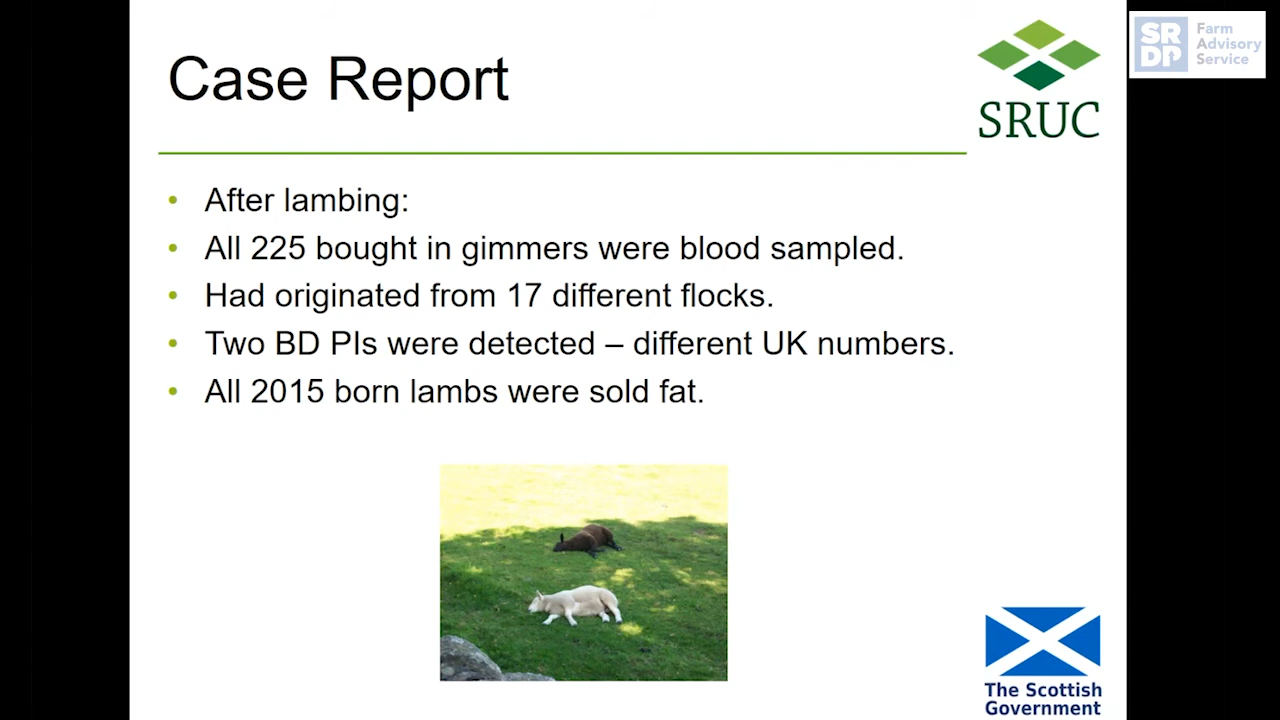 SR
DP
Farm
Advisory
Service
Case Report
SRUC
• After lambing:
• All 225 bought in gimmers were blood sampled.
• Had originated from 17 different flocks.
• Two BD PIs were detected – different UK numbers.
• All 2015 born lambs were sold fat.
The Scottish
Government